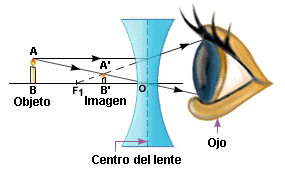 A
A'
B
F1
B'
O
Objeto
Imagen
Ojo
Centro del lente